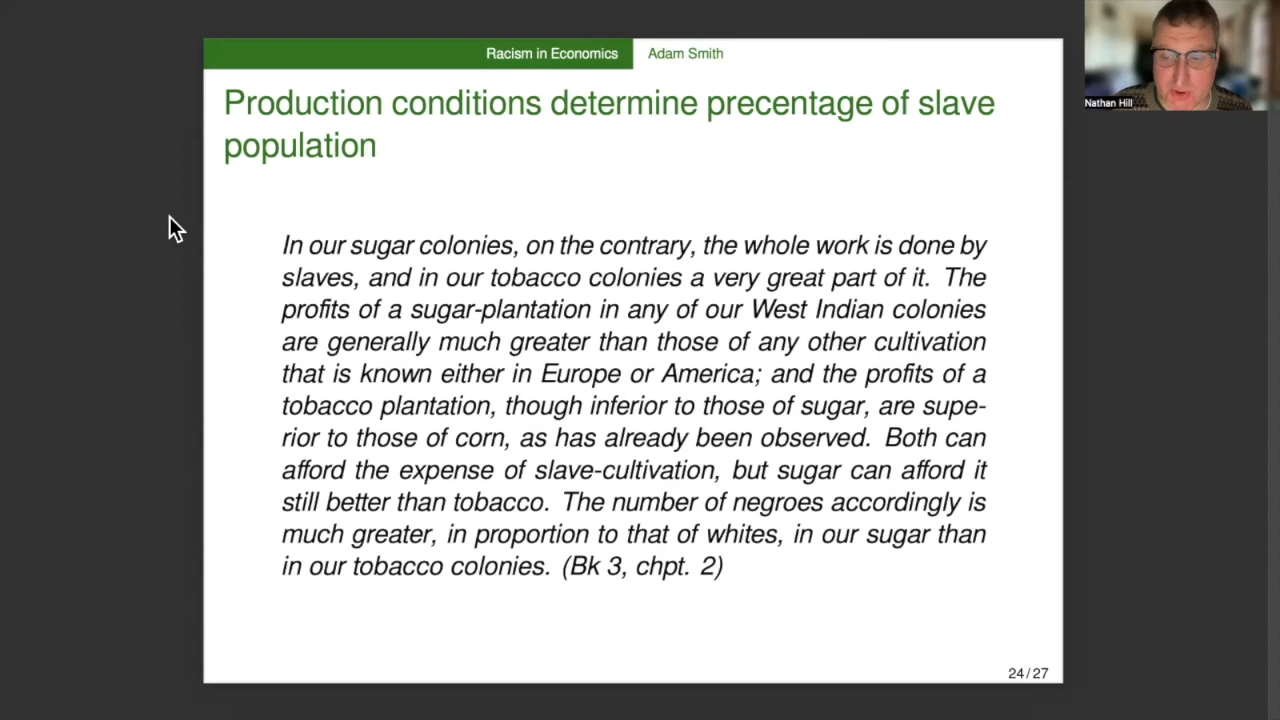 Racism in Economics
Adam Smith
Production conditions determine precentage of slave
population
In our sugar colonies, on the contrary, the whole work is done by
slaves, and in our tobacco colonies a very great part of it. The
profits of a sugar-plantation in any of our West Indian colonies
are generally much greater than those of any other cultivation
that is known either in Europe or America; and the profits of a
tobacco plantation, though inferior to those of sugar, are supe-
rior to those of corn, as has already been observed. Both can
afford the expense of slave-cultivation, but sugar can afford it
still better than tobacco. The number of negroes accordingly is
much greater, in proportion to that of whites, in our sugar than
in our tobacco colonies. (Bk 3, chpt. 2)
24 / 27
Nathan Hill